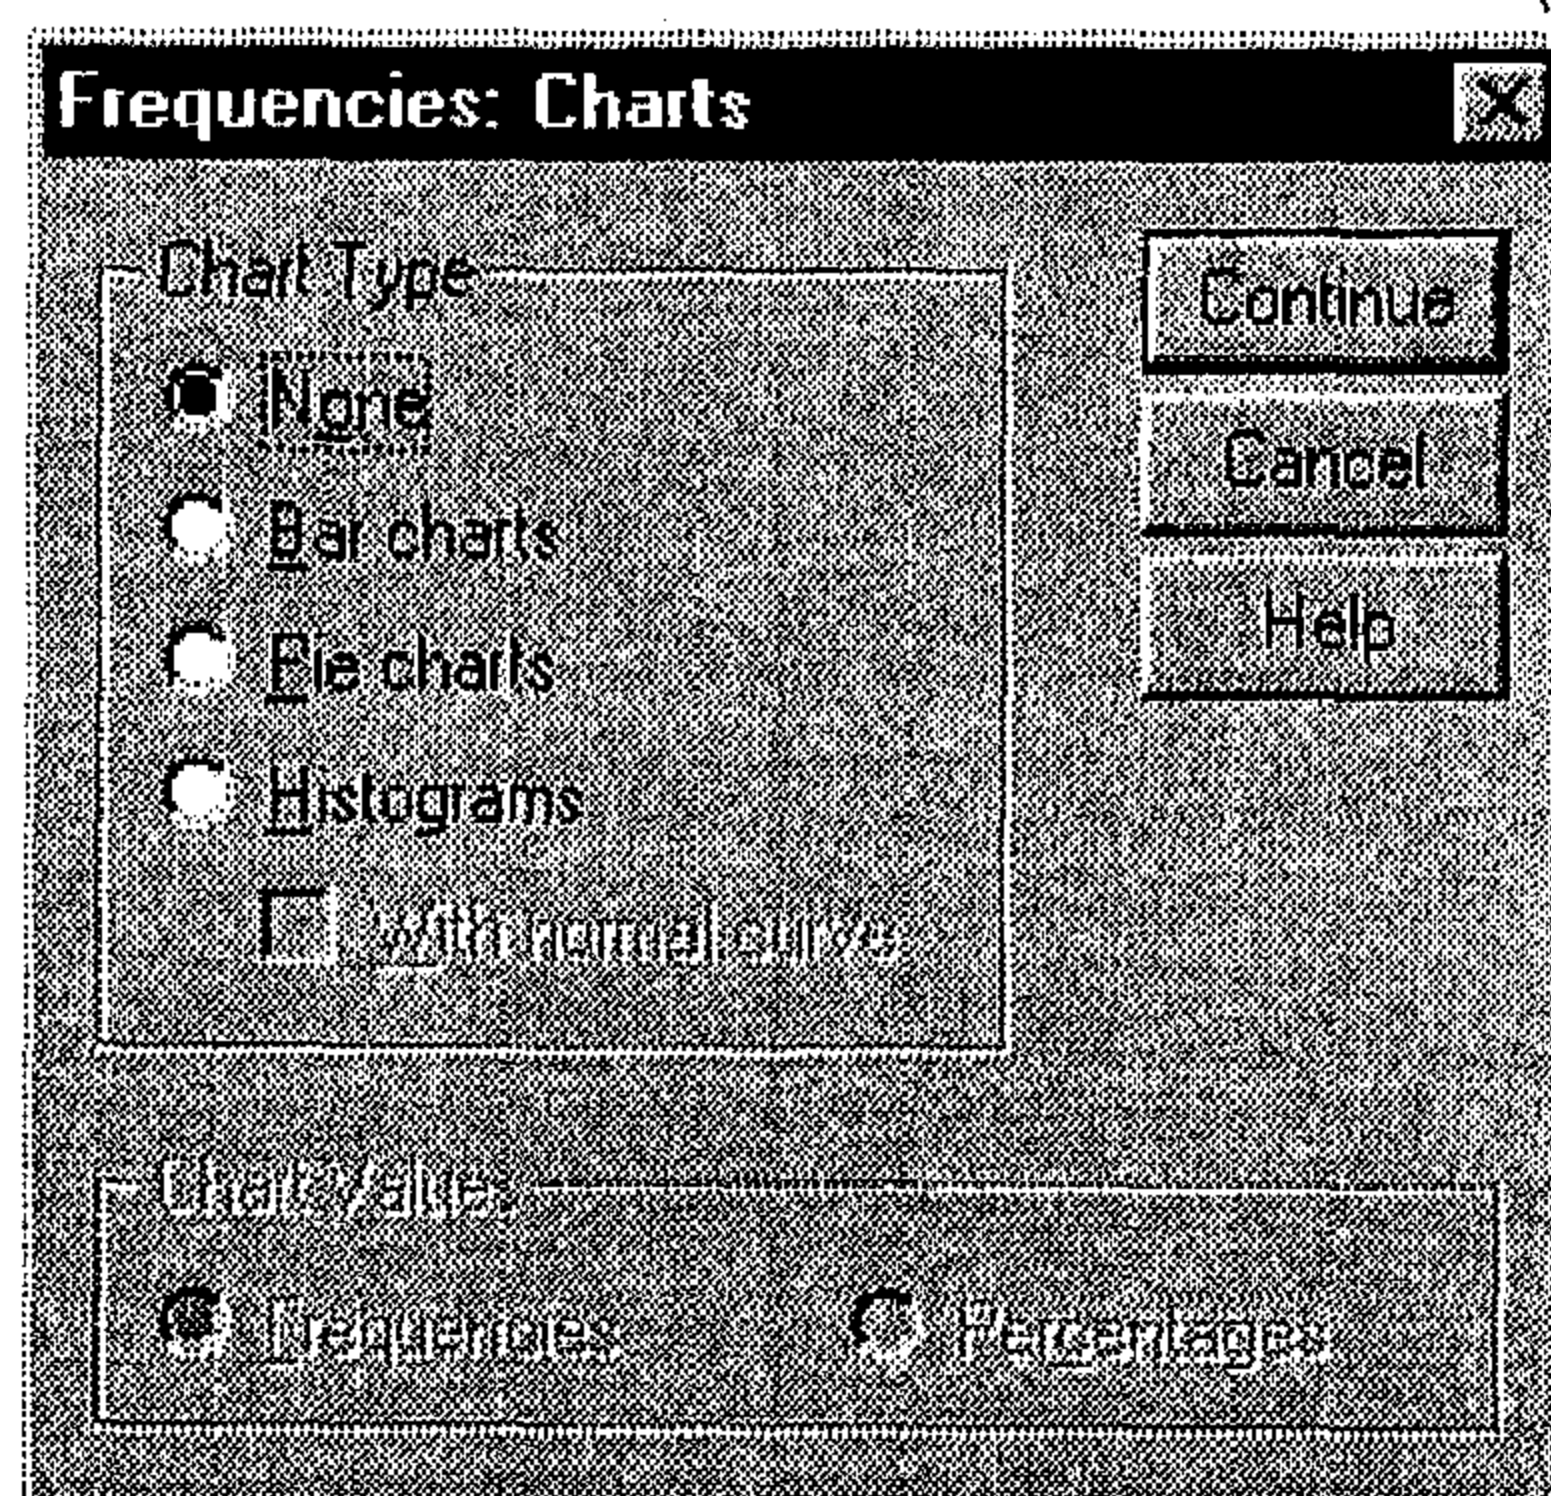 Frequencies: Charts
Chart Type
None
Bar charts
Pie charts
Histograms
With normal curve
Continue
Cancel
Help
Chart Values
Frequencies
Percentages